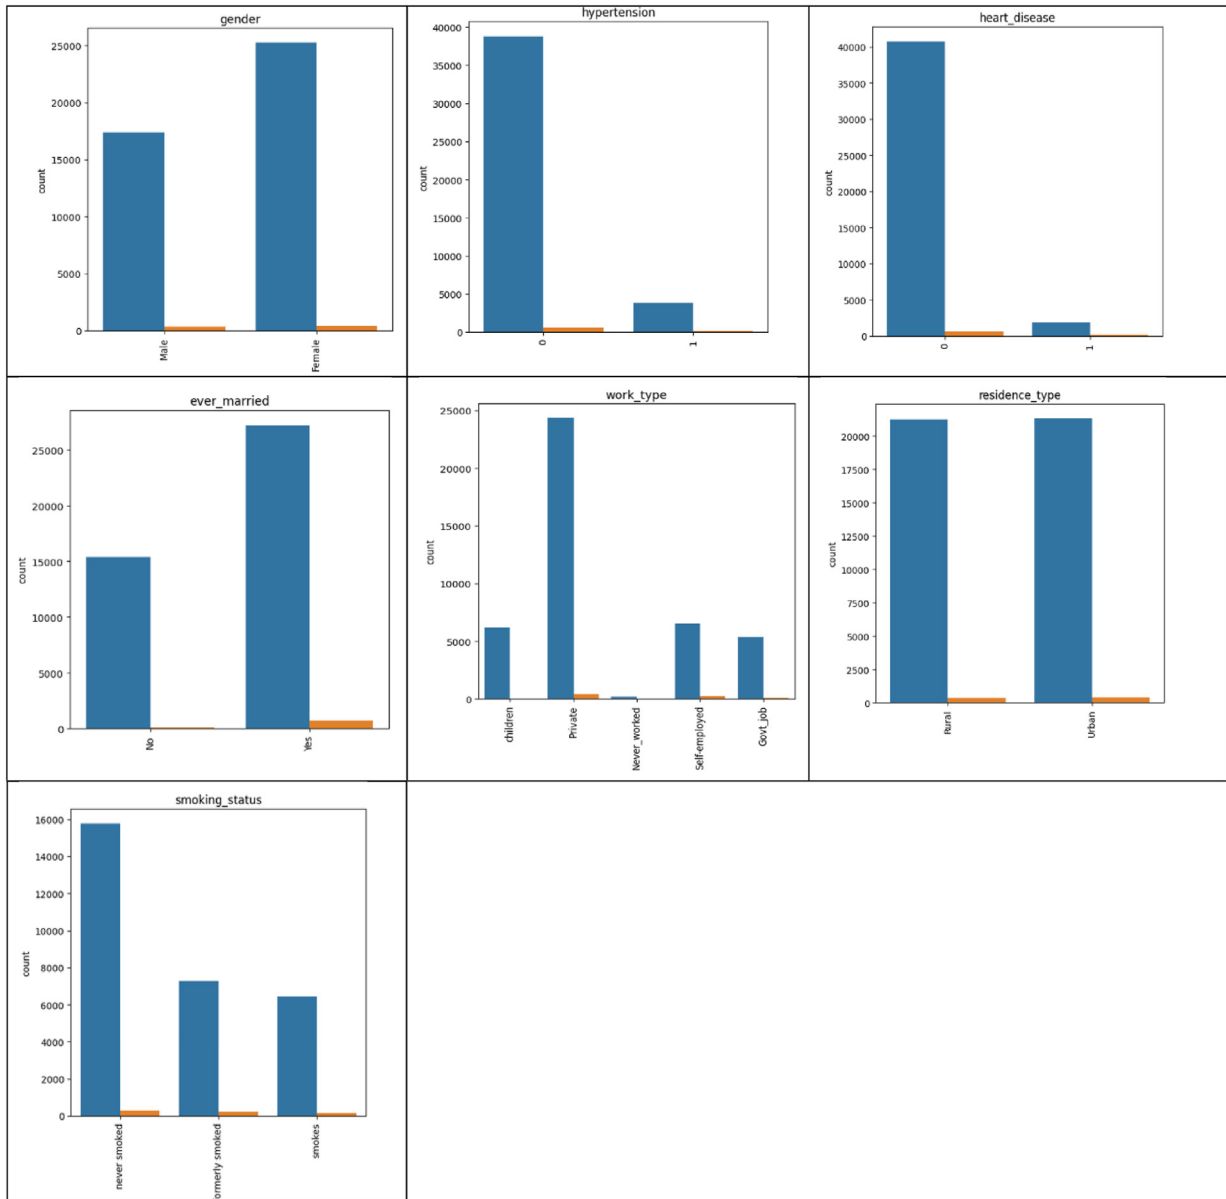 gender
25000
20000
15000
10000
5000
0
count
Male
Female
hypertension
40000
35000
30000
25000
20000
15000
10000
5000
0
count
0
1
heart_disease
40000
35000
30000
25000
20000
15000
10000
5000
0
count
0
1
ever_married
25000
20000
15000
10000
5000
0
count
No
Yes
work_type
25000
20000
15000
10000
5000
0
count
children
Private
Never_worked
Self-employed
Govt_job
residence_type
20000
17500
15000
12500
10000
7500
5000
2500
0
count
Rural
Urban
smoking_status
16000
14000
12000
10000
8000
6000
4000
2000
0
count
never smoked
ormerly smoked
smokes